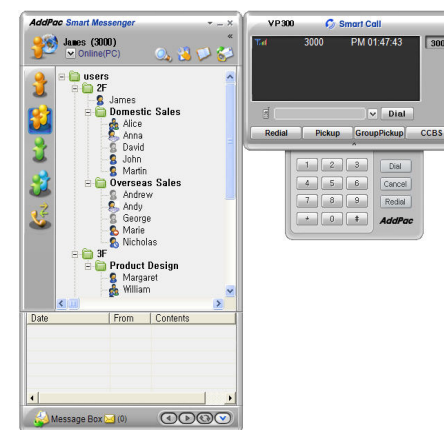 AddPac Smart Messenger
James (3000)
Online(PC)
users
2F
James
Domestic Sales
Alice
Anna
David
John
Martin
Overseas Sales
Andrew
Andy
George
Marie
Nicholas
3F
Product Design
Margaret
William
Date From Contents
Message Box (0)
VP300 Smart Call
Tel 3000 PM 01:47:43 300
Dial
Redial Pickup GroupPickup CCBS
1 2 3 Dial
4 5 6 Cancel
7 8 9 Redial
* 0 # AddPac